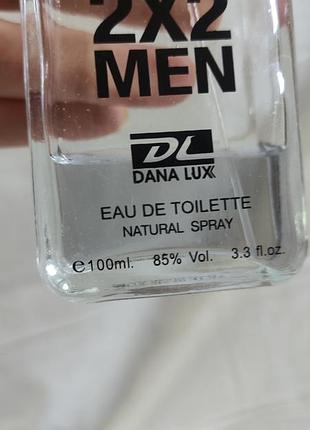 2X2
MEN
DL
DANA LUX
EAU DE TOILETTE
NATURAL SPRAY
℮100ml. 85% Vol. 3.3 fl.oz.